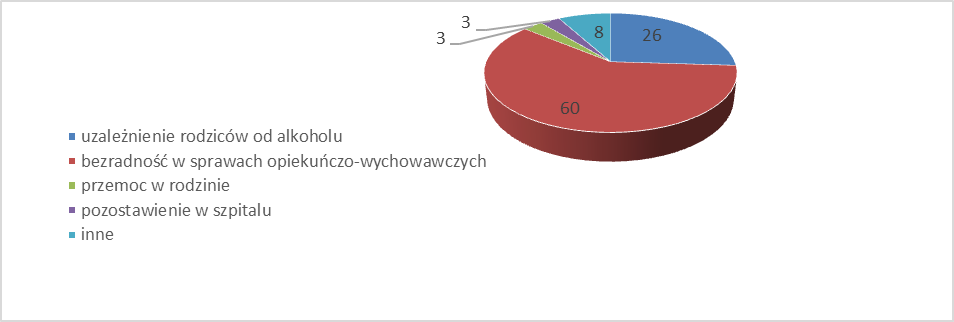 3
8
26
3
60
uzależnienie rodziców od alkoholu
bezradność w sprawach opiekuńczo-wychowawczych
przemoc w rodzinie
pozostawienie w szpitalu
inne